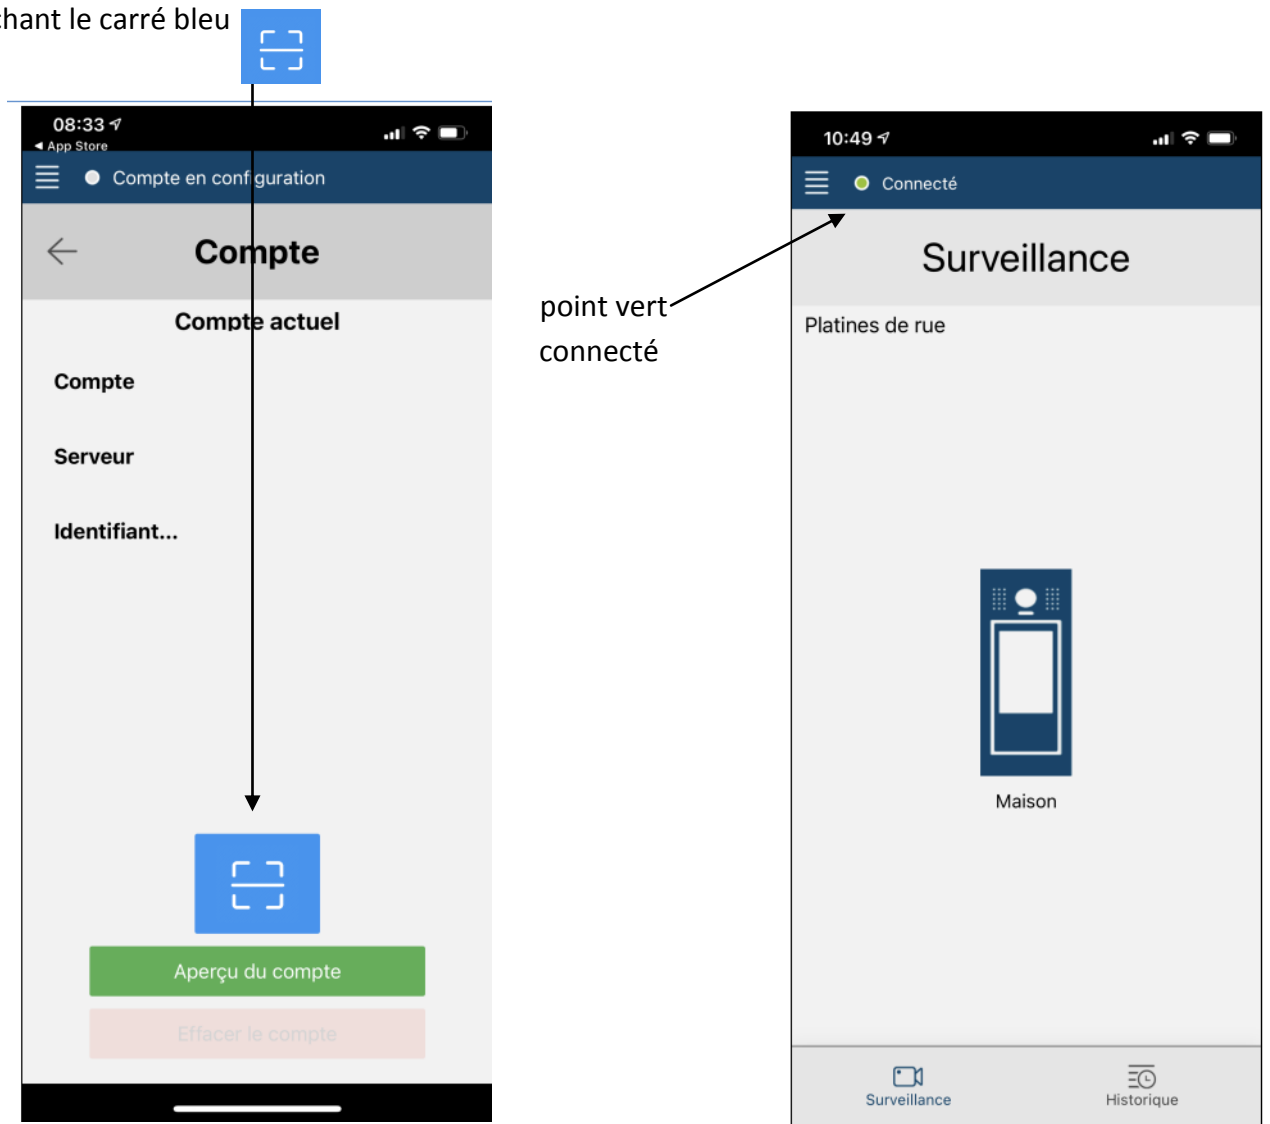 chant le carré bleu
08:33
App Store
Compte en configuration
Compte
Compte actuel
Compte
Serveur
Identifiant...
Aperçu du compte
Effacer le compte
point vert
connecté
10:49
Connecté
Surveillance
Platines de rue
Maison
Surveillance
Historique